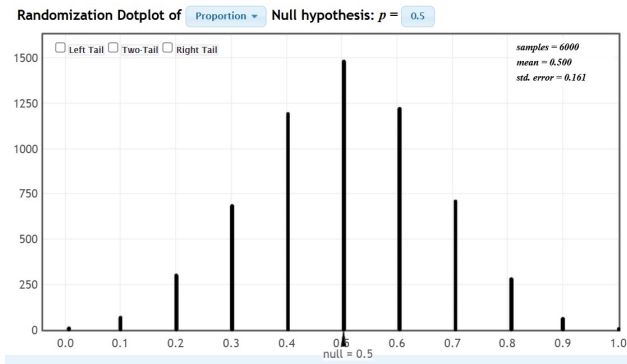 Randomization Dotplot of Proportion Null hypothesis: p = 0.5
Left Tail Two-Tail Right Tail
samples = 6000
mean = 0.500
std. error = 0.161
1500
1250
1000
750
500
250
0
0.0 0.1 0.2 0.3 0.4 0.5 0.6 0.7 0.8 0.9 1.0
null = 0.5